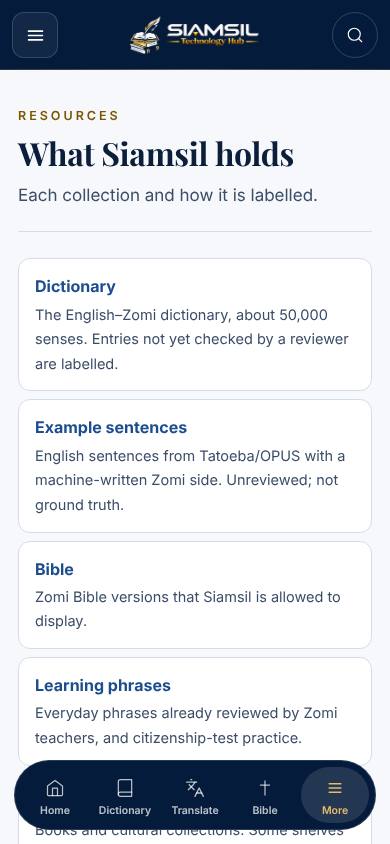 SIAMSIL
Technology Hub
RESOURCES
What Siamsil holds
Each collection and how it is labelled.
Dictionary
The English–Zomi dictionary, about 50,000
senses. Entries not yet checked by a reviewer
are labelled.
Example sentences
English sentences from Tatoeba/OPUS with a
machine-written Zomi side. Unreviewed; not
ground truth.
Bible
Zomi Bible versions that Siamsil is allowed to
display.
Learning phrases
Everyday phrases already reviewed by Zomi
teachers, and citizenship-test practice.
Home
Dictionary
Translate
Bible
More
Books and cultural collections. Some shelves